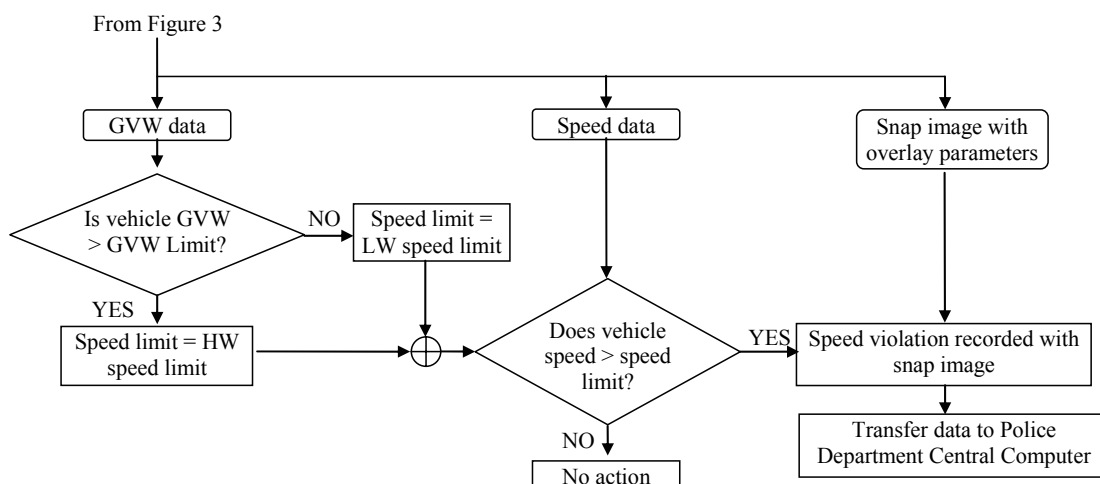 From Figure 3
GVW data
Speed data
Snap image with
overlay parameters
Is vehicle GVW
> GVW Limit?
NO
Speed limit =
LW speed limit
YES
Speed limit = HW
speed limit
Does vehicle
speed > speed
limit?
YES
Speed violation recorded with
snap image
NO
No action
Transfer data to Police
Department Central Computer